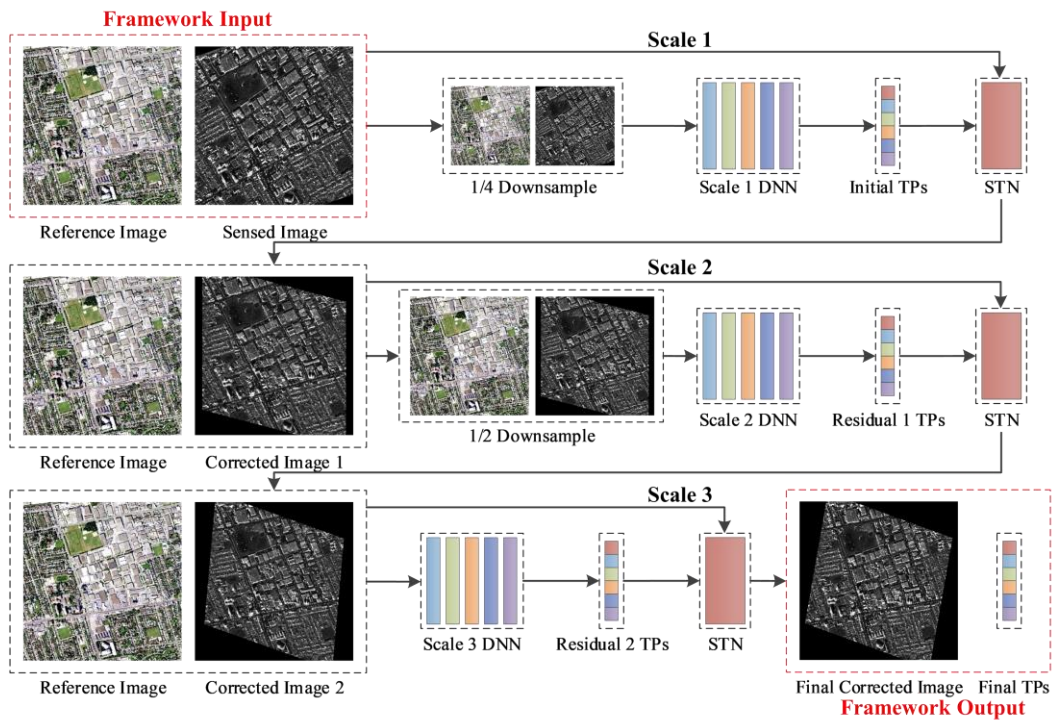 Framework Input
Scale 1
1/4 Downsample
Scale 1 DNN
Initial TPs
STN
Reference Image
Sensed Image
Scale 2
1/2 Downsample
Scale 2 DNN
Residual 1 TPs
STN
Reference Image
Corrected Image 1
Scale 3
Scale 3 DNN
Residual 2 TPs
STN
Reference Image
Corrected Image 2
Final Corrected Image
Final TPs
Framework Output